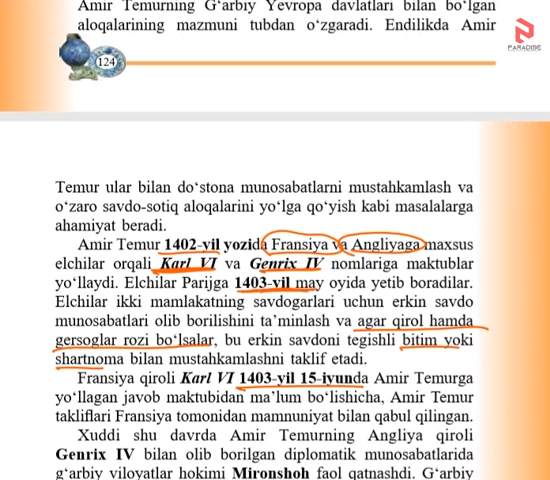 Amir Temurning G‘arbiy Yevropa davlatlari bilan bo‘lgan
aloqalarining mazmuni tubdan o‘zgaradi. Endilikda Amir
PARADISE
124
Temur ular bilan do‘stona munosabatlarni mustahkamlash va
o‘zaro savdo-sotiq aloqalarini yo‘lga qo‘yish kabi masalalarga
ahamiyat beradi.
Amir Temur 1402-yil yozida Fransiya va Angliyaga maxsus
elchilar orqali Karl VI va Genrix IV nomlariga maktublar
yo‘llaydi. Elchilar Parijga 1403-yil may oyida yetib boradilar.
Elchilar ikki mamlakatning savdogarlari uchun erkin savdo
munosabatlari olib borilishini ta’minlash va agar qirol hamda
gersoglar rozi bo‘lsalar, bu erkin savdoni tegishli bitim yoki
shartnoma bilan mustahkamlashni taklif etadi.
Fransiya qiroli Karl VI 1403-yil 15-iyunda Amir Temurga
yo‘llagan javob maktubidan ma’lum bo‘lishicha, Amir Temur
takliflari Fransiya tomonidan mamnuniyat bilan qabul qilingan.
Xuddi shu davrda Amir Temurning Angliya qiroli
Genrix IV bilan olib borilgan diplomatik munosabatlarida
g‘arbiy viloyatlar hokimi Mironshoh faol qatnashdi. G‘arbiy